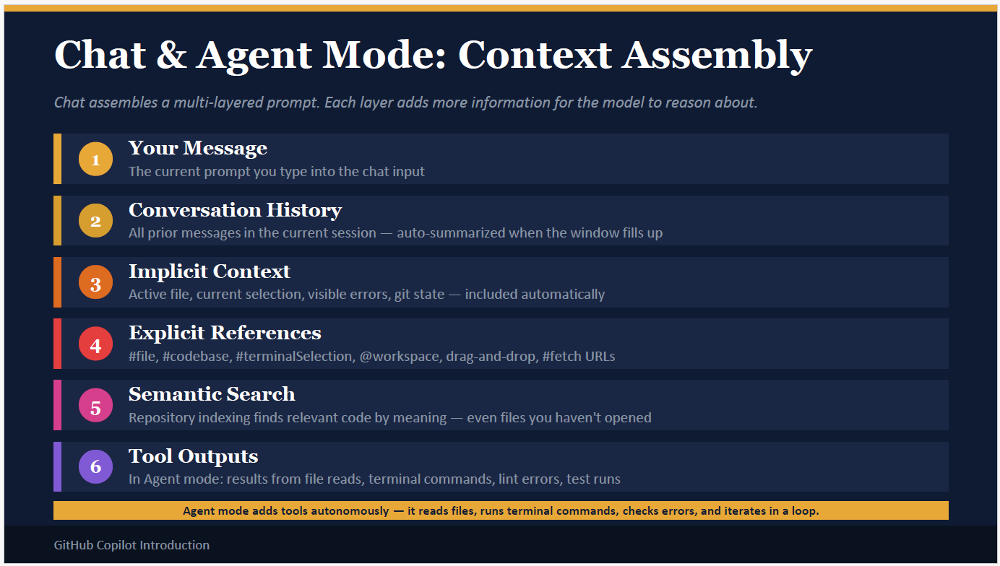 Chat & Agent Mode: Context Assembly
Chat assembles a multi-layered prompt. Each layer adds more information for the model to reason about.
1
Your Message
The current prompt you type into the chat input
2
Conversation History
All prior messages in the current session — auto-summarized when the window fills up
3
Implicit Context
Active file, current selection, visible errors, git state — included automatically
4
Explicit References
#file, #codebase, #terminalSelection, @workspace, drag-and-drop, #fetch URLs
5
Semantic Search
Repository indexing finds relevant code by meaning — even files you haven't opened
6
Tool Outputs
In Agent mode: results from file reads, terminal commands, lint errors, test runs
Agent mode adds tools autonomously — it reads files, runs terminal commands, checks errors, and iterates in a loop.
GitHub Copilot Introduction